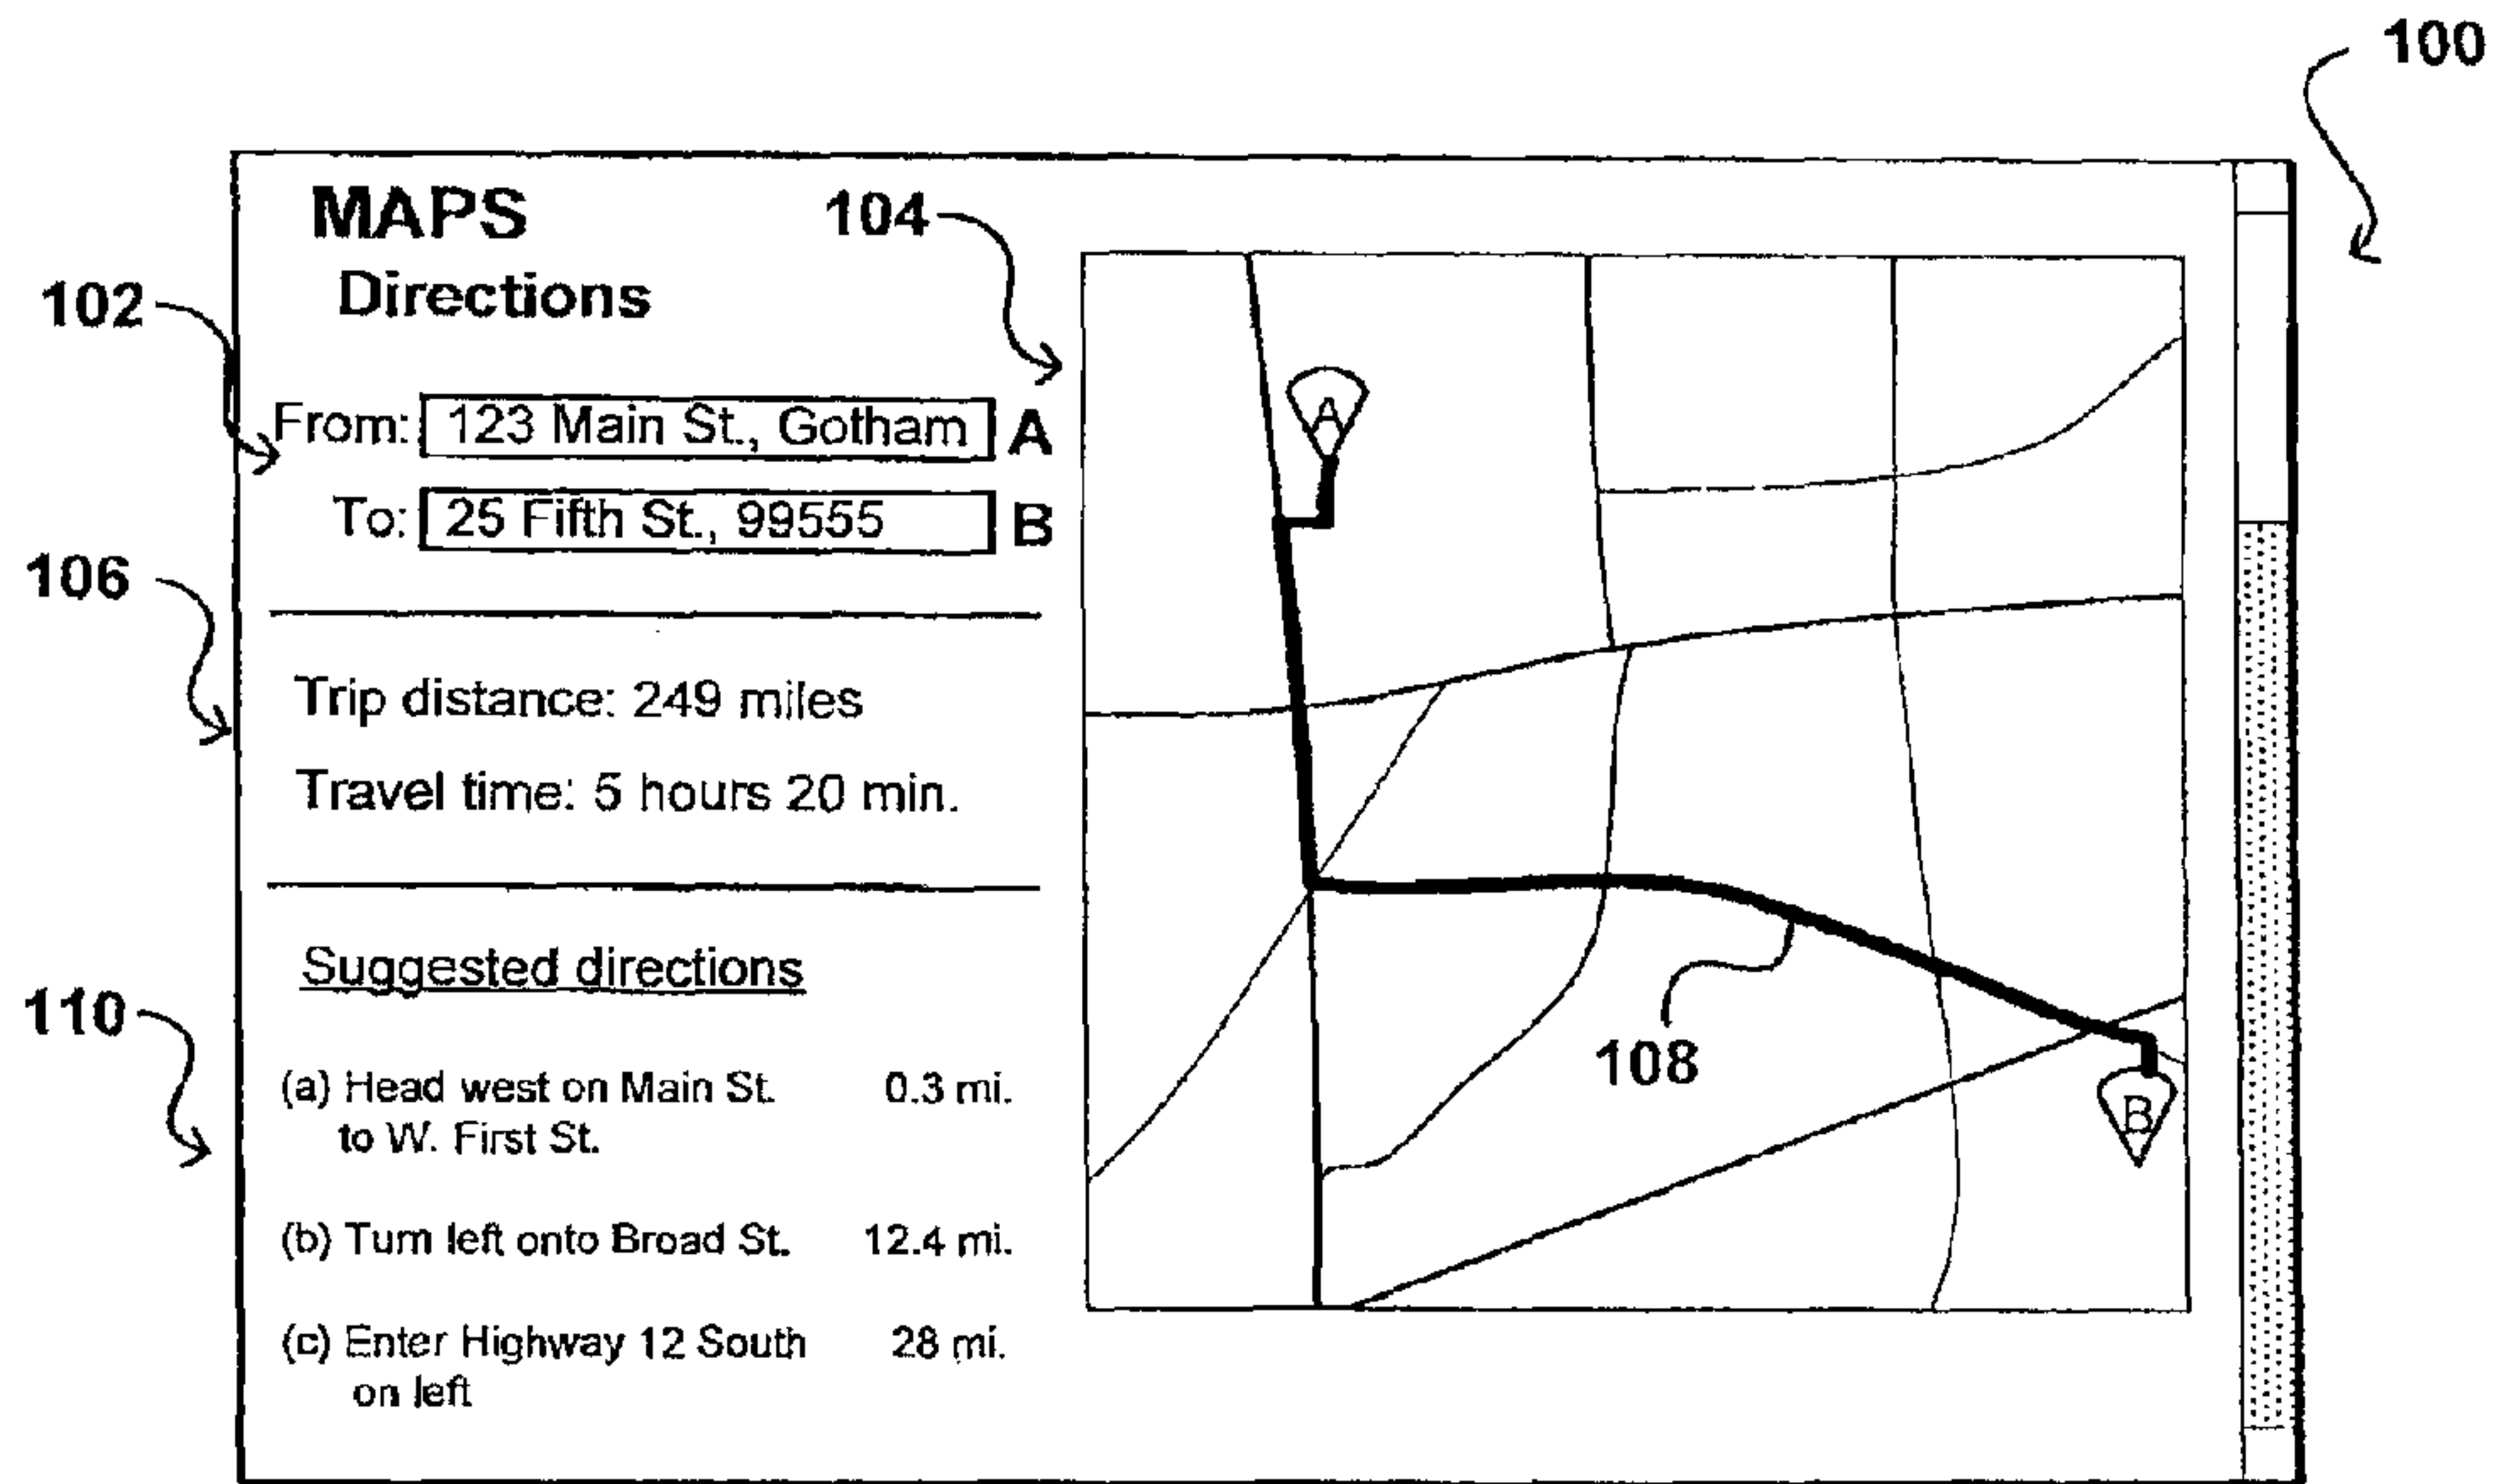 100
MAPS
104
Directions
102
From: 123 Main St., Gotham A
To: 25 Fifth St., 99555 B
106
Trip distance: 249 miles
Travel time: 5 hours 20 min.
Suggested directions
110
(a) Head west on Main St. 0.3 mi.
to W. First St.
(b) Turn left onto Broad St. 12.4 mi.
(c) Enter Highway 12 South 28 mi.
on left
A
108
B